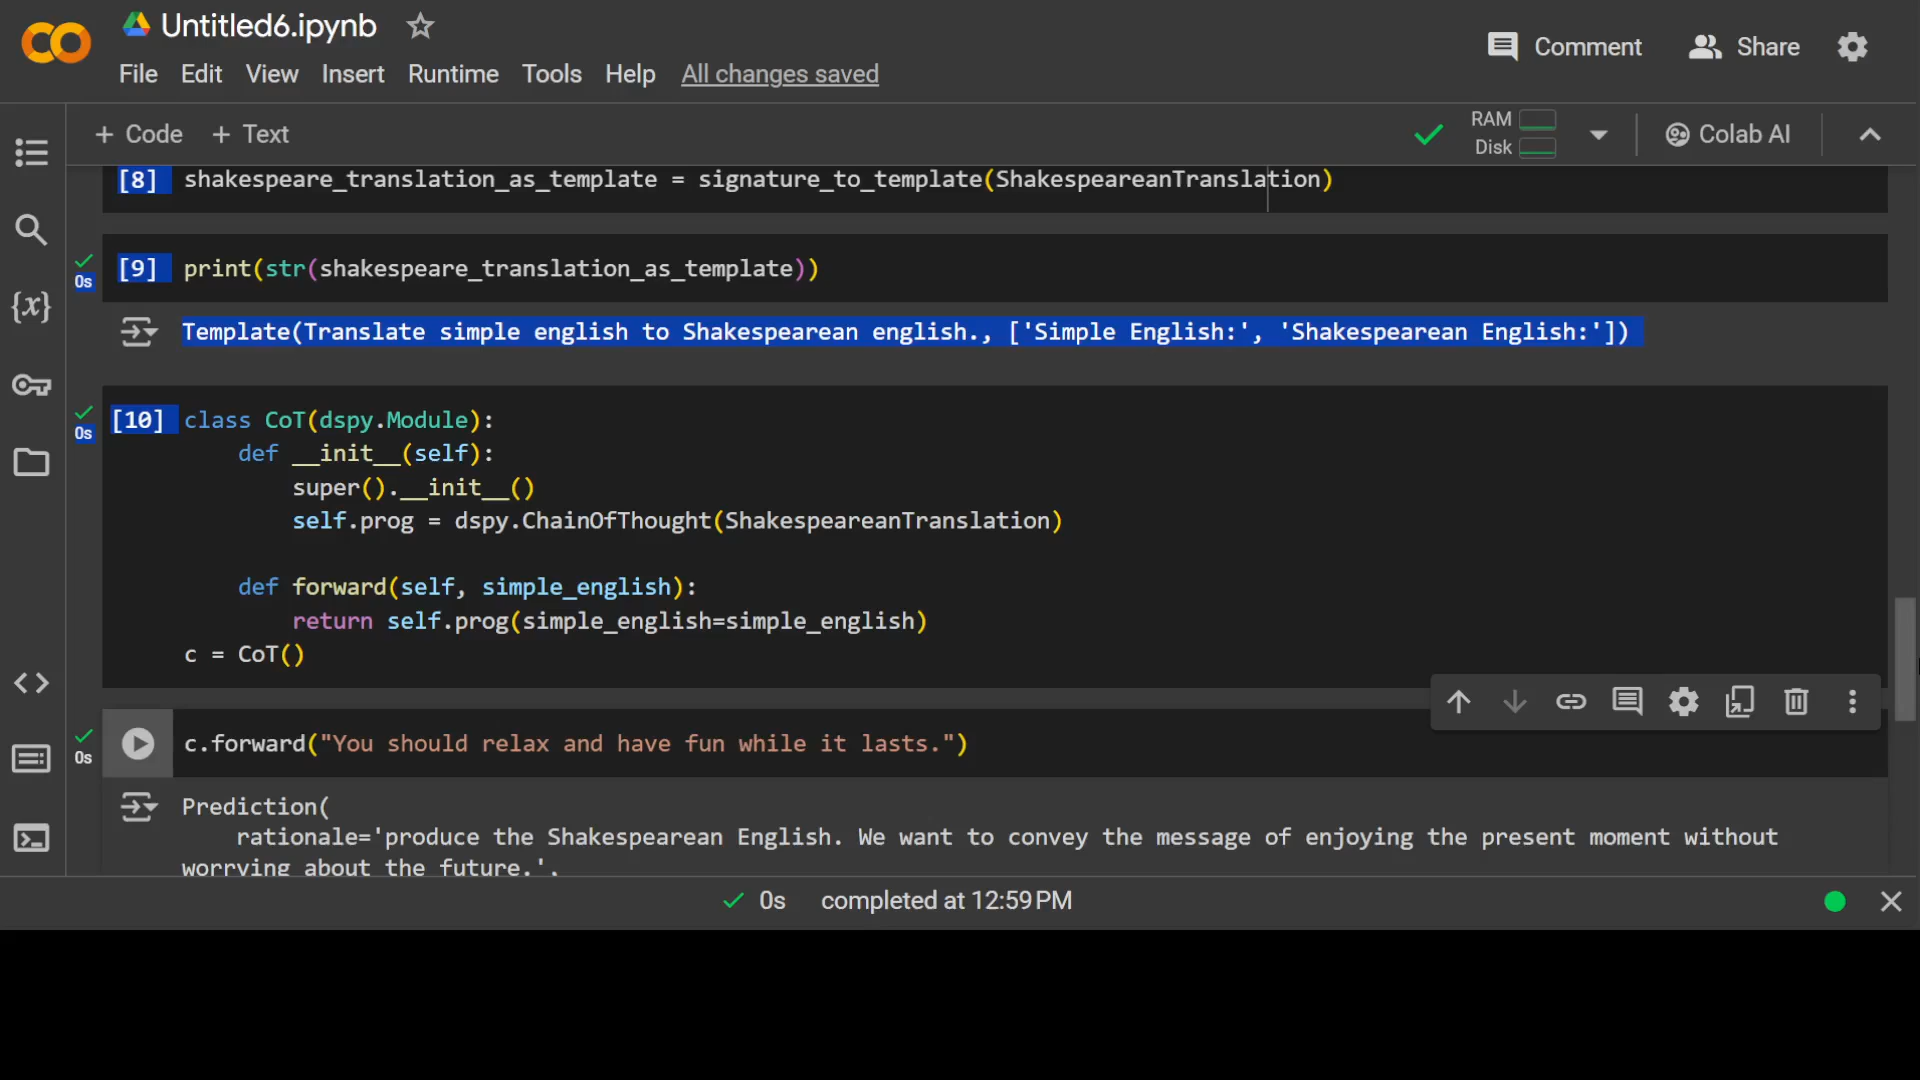 Untitled6.ipynb
Comment
Share
File Edit View Insert Runtime Tools Help All changes saved
+ Code + Text
RAM
Disk
Colab AI
[8] shakespeare_translation_as_template = signature_to_template(ShakespeareanTranslation)
[9] print(str(shakespeare_translation_as_template))
0s
Template(Translate simple english to Shakespearean english., ['Simple English:', 'Shakespearean English:'])
[10] class CoT(dspy.Module):
0s
def __init__(self):
super().__init__()
self.prog = dspy.ChainOfThought(ShakespeareanTranslation)
def forward(self, simple_english):
return self.prog(simple_english=simple_english)
c = CoT()
c.forward("You should relax and have fun while it lasts.")
0s
Prediction(
rationale='produce the Shakespearean English. We want to convey the message of enjoying the present moment without
worrying about the future.',
0s completed at 12:59 PM